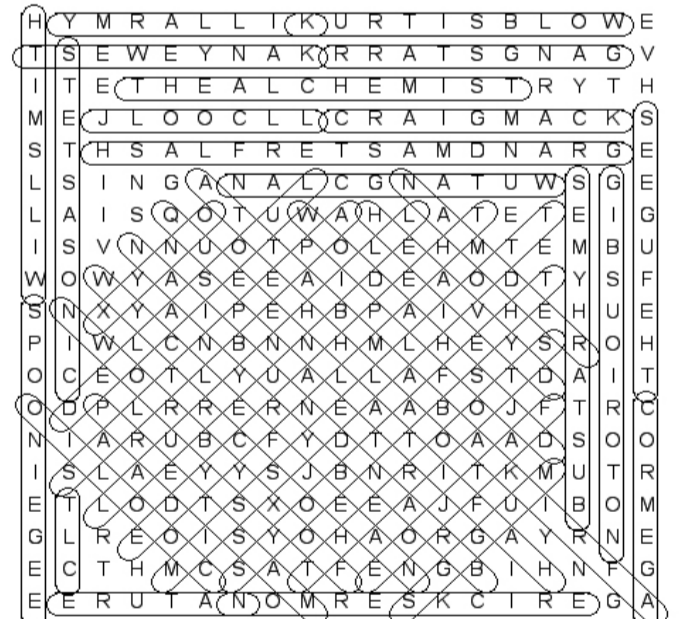 H Y M R A L L I K U R T I S B L O W E
T S E W E Y N A K R R A T S G N A G V
I T E T H E A L C H E M I S T R Y T H
M E J L O O C L L C R A I G M A C K S
S T H S A L F R E T S A M D N A R G E
L S I N G A N A L C G N A T U W S G E
L A I S Q O T U W A H L A T E T E I G
I S V N N U O T P O L E H M T E M B U
W O W Y A S E E A I D E A O D T Y S F
S N X Y A I P E H B P A I V H E H U E
P I W L C N B N N H M L H E Y S R O H
O C E O T L Y U A L L A F S T D A I T
O D P L R R E R N E A A B O J F T R C
N I A R U B C F Y D T T O A A D S O O
I S L A E Y Y S J B N R I T K M U T R
E T L O D T S X O E E A J F U I B O M
G L R E O I S Y O H A O R G A Y R N E
E C T H M C S A T F E N G B I H N F G
E E R U T A N O M R E S K C I R E G A